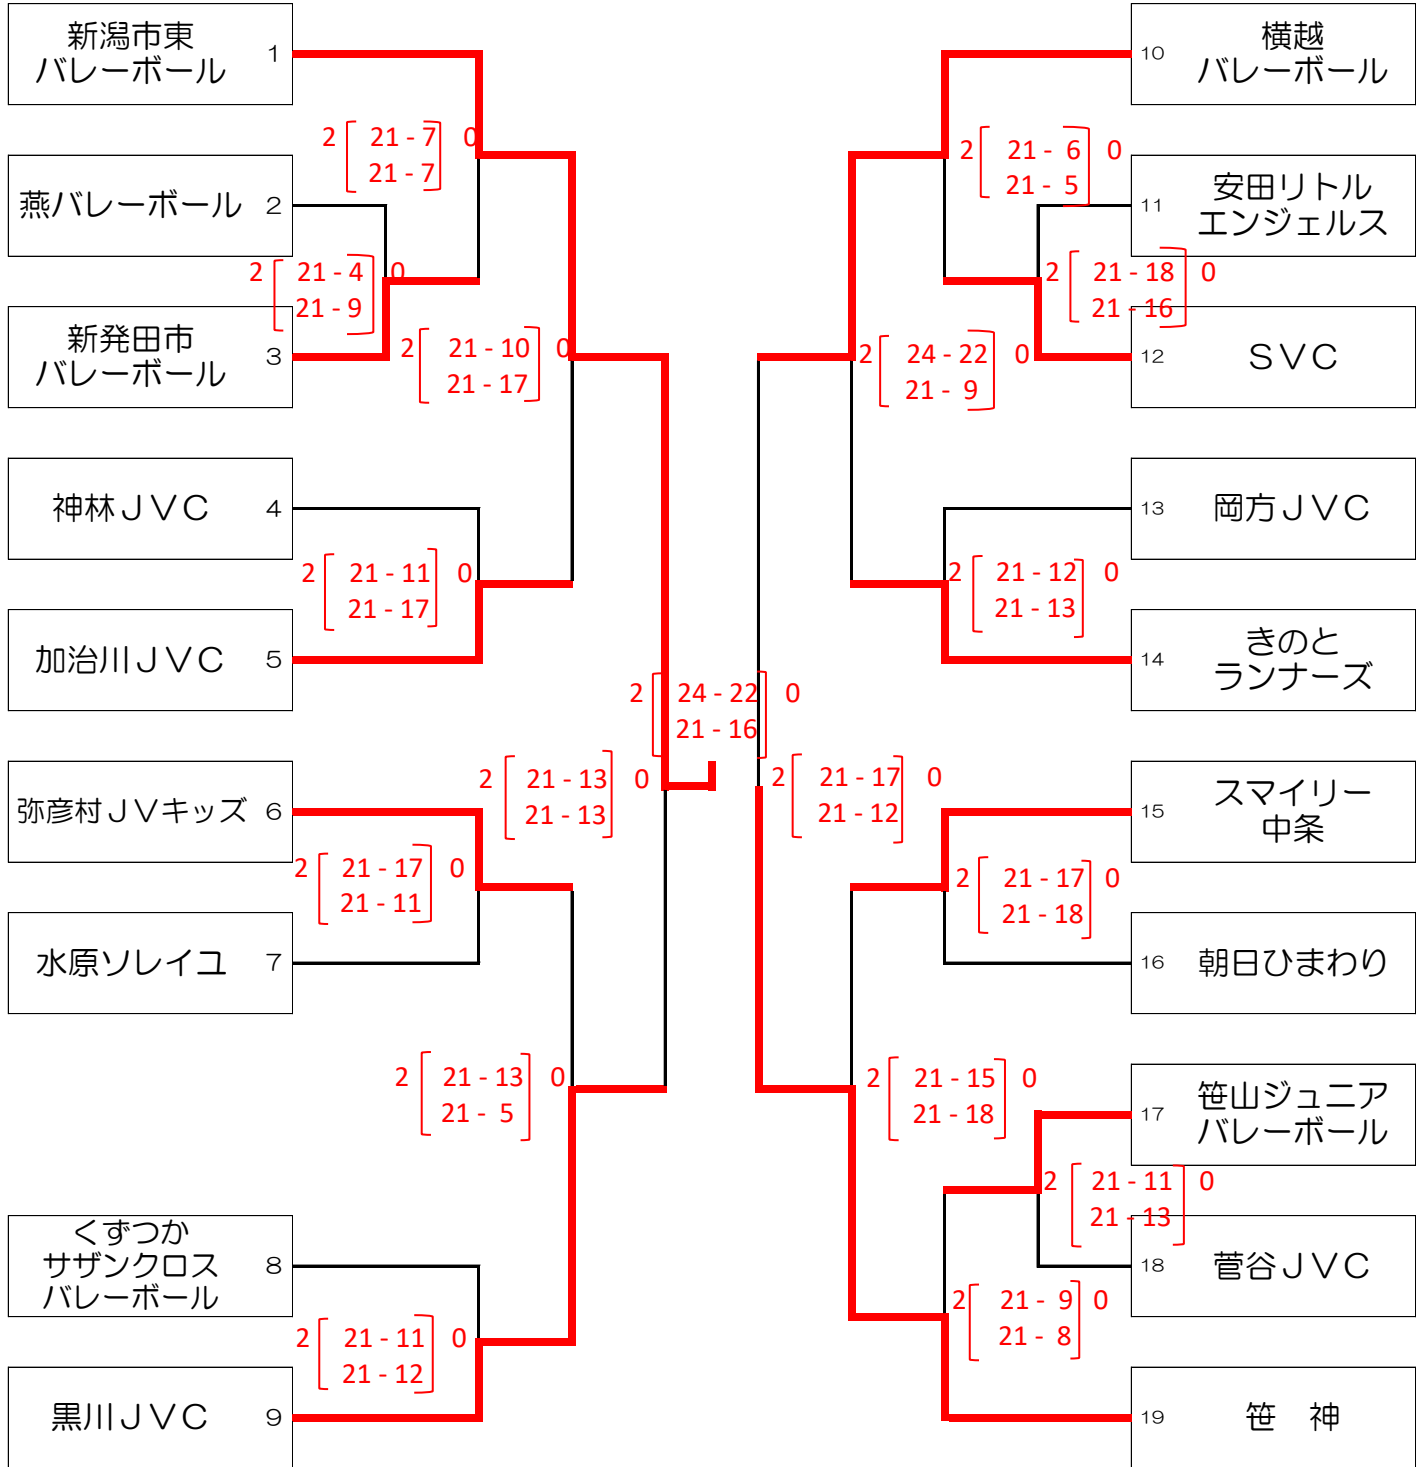 新潟市東
バレーボール
1
2 21 - 7 0
21 - 7
燕バレーボール 2
2 21 - 4 0
21 - 9
新発田市
バレーボール
3
2 21 - 10 0
21 - 17
神林ＪＶＣ 4
2 21 - 11 0
21 - 17
加治川ＪＶＣ 5
2 24 - 22 0
21 - 16
2 21 - 13 0
21 - 13
弥彦村ＪＶキッズ 6
2 21 - 17 0
21 - 11
水原ソレイユ 7
2 21 - 13 0
21 - 5
くずつか
サザンクロス
バレーボール
8
2 21 - 11 0
21 - 12
黒川ＪＶＣ 9
10
横越
バレーボール
2 21 - 6 0
21 - 5
11
安田リトル
エンジェルス
2 21 - 18 0
21 - 16
12 ＳＶＣ
2 24 - 22 0
21 - 9
13 岡方ＪＶＣ
2 21 - 12 0
21 - 13
14
きのと
ランナーズ
2 21 - 17 0
21 - 12
15
スマイリー
中条
2 21 - 17 0
21 - 18
16 朝日ひまわり
2 21 - 15 0
21 - 18
17
笹山ジュニア
バレーボール
2 21 - 11 0
21 - 13
18 菅谷ＪＶＣ
2 21 - 9 0
21 - 8
19 笹　神